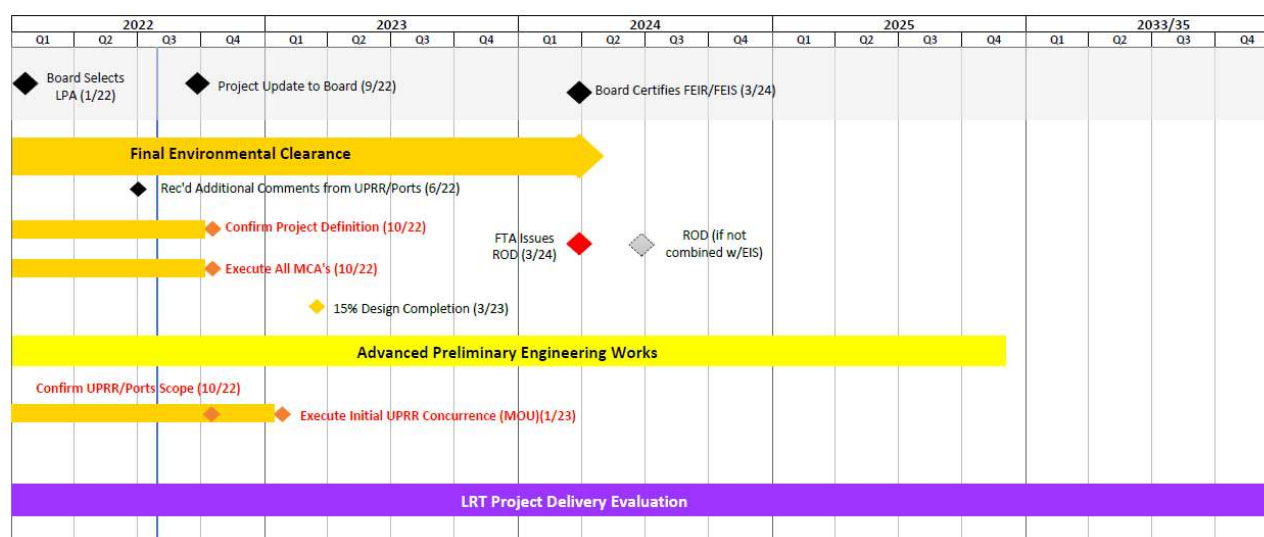 2022 2023 2024 2025 2033/35
Q1 Q2 Q3 Q4 Q1 Q2 Q3 Q4 Q1 Q2 Q3 Q4 Q1 Q2 Q3 Q4 Q1 Q2 Q3 Q4
Board Selects
LPA (1/22)
Project Update to Board (9/22)
Board Certifies FEIR/FEIS (3/24)
Final Environmental Clearance
Rec'd Additional Comments from UPRR/Ports (6/22)
Confirm Project Definition (10/22)
FTA Issues
ROD (3/24)
ROD (if not
combined w/EIS)
Execute All MCA's (10/22)
15% Design Completion (3/23)
Advanced Preliminary Engineering Works
Confirm UPRR/Ports Scope (10/22)
Execute Initial UPRR Concurrence (MOU)(1/23)
LRT Project Delivery Evaluation